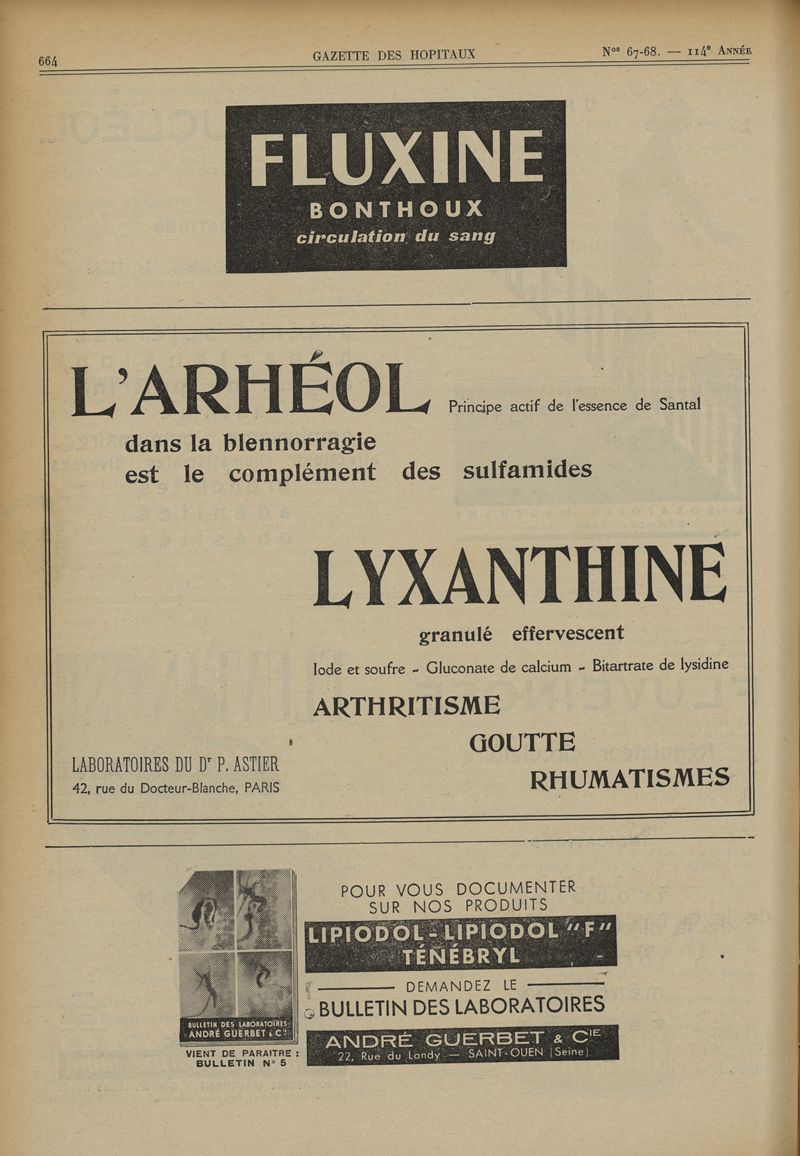 664
GAZETTE DES HOPITAUX
Nos 67-68. — 114e ANNÉE
FLUXINE
BONTHOUX
circulation du sang
L'ARHÉOL Principe actif de l'essence de Santal
dans la blennorragie
est le complément des sulfamides
LYXANTHINE
granulé effervescent
Iode et soufre - Gluconate de calcium - Bitartrate de lysidine
ARTHRITISME
GOUTTE
RHUMATISMES
LABORATOIRES DU Dr P. ASTIER
42, rue du Docteur-Blanche, PARIS
BULLETIN DES LABORATOIRES
ANDRÉ GUERBET & Cie
VIENT DE PARAITRE :
BULLETIN N° 5
POUR VOUS DOCUMENTER
SUR NOS PRODUITS
LIPIODOL - LIPIODOL "F"
TÉNÉBRYL
DEMANDEZ LE
BULLETIN DES LABORATOIRES
ANDRÉ GUERBET & CIE
22, Rue du Landy — SAINT-OUEN (Seine)